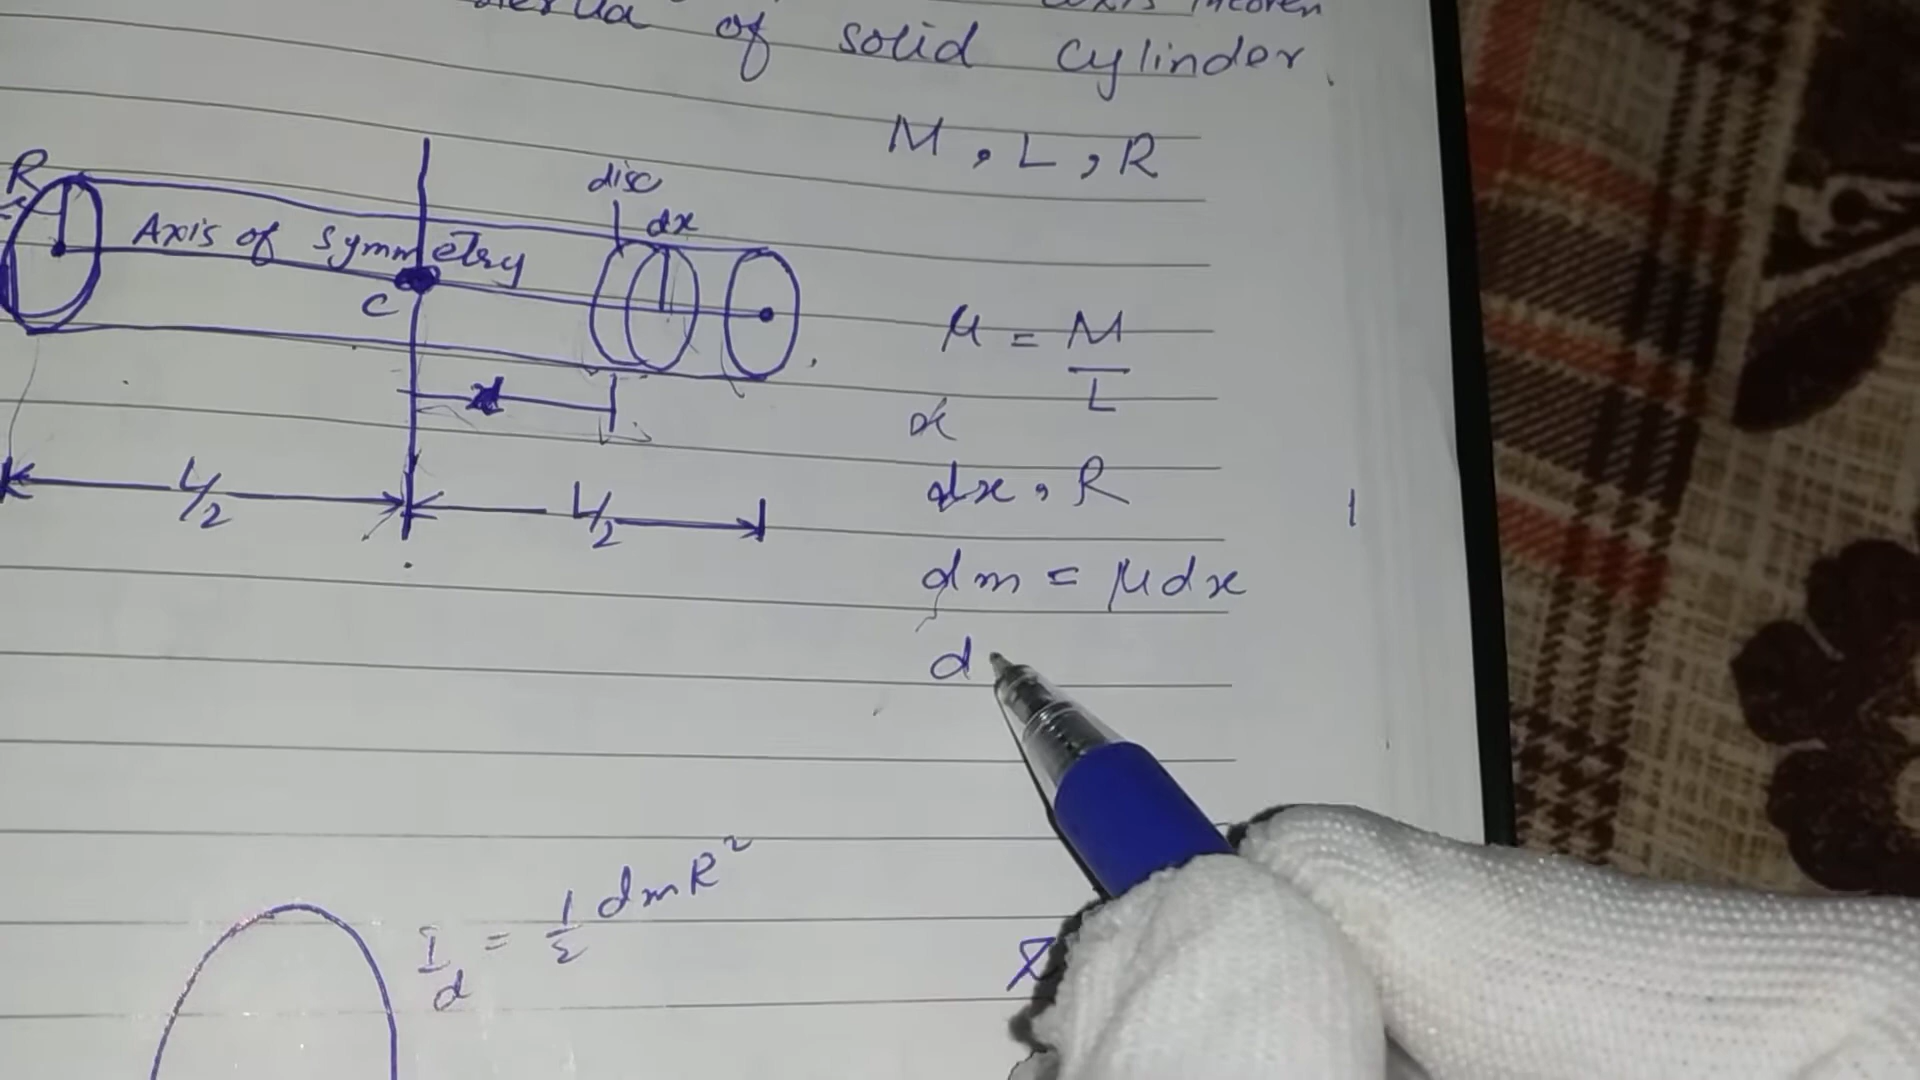 of solid cylinder.
M, L, R
R
disc
dx
Axis of symmetry
C
μ = M/L
x
x
dx, R
L/2
L/2
dm = μdx
d
I_d = 1/2 dmR²